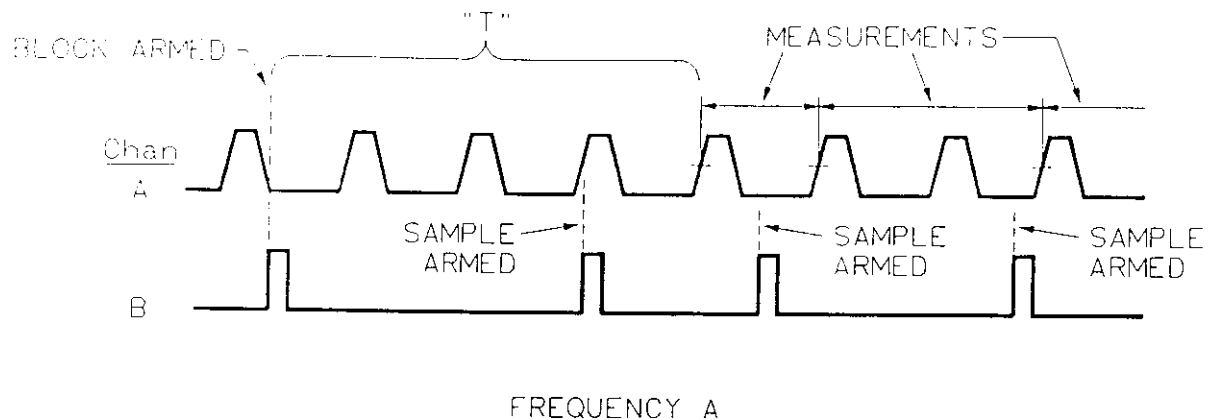 "T"
BLOCK ARMED
MEASUREMENTS
Chan
A
SAMPLE
ARMED
SAMPLE
ARMED
SAMPLE
ARMED
B
FREQUENCY A